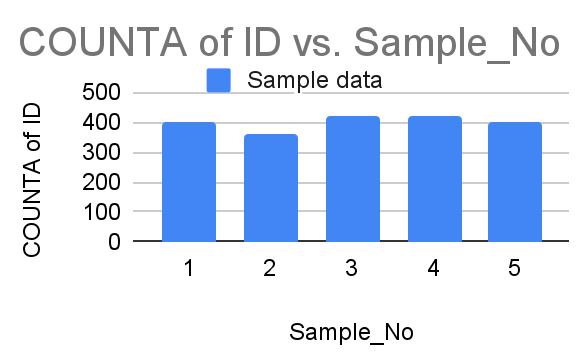 COUNTA of ID vs. Sample_No
Sample data
COUNTA of ID
500
400
300
200
100
0
1 2 3 4 5
Sample_No